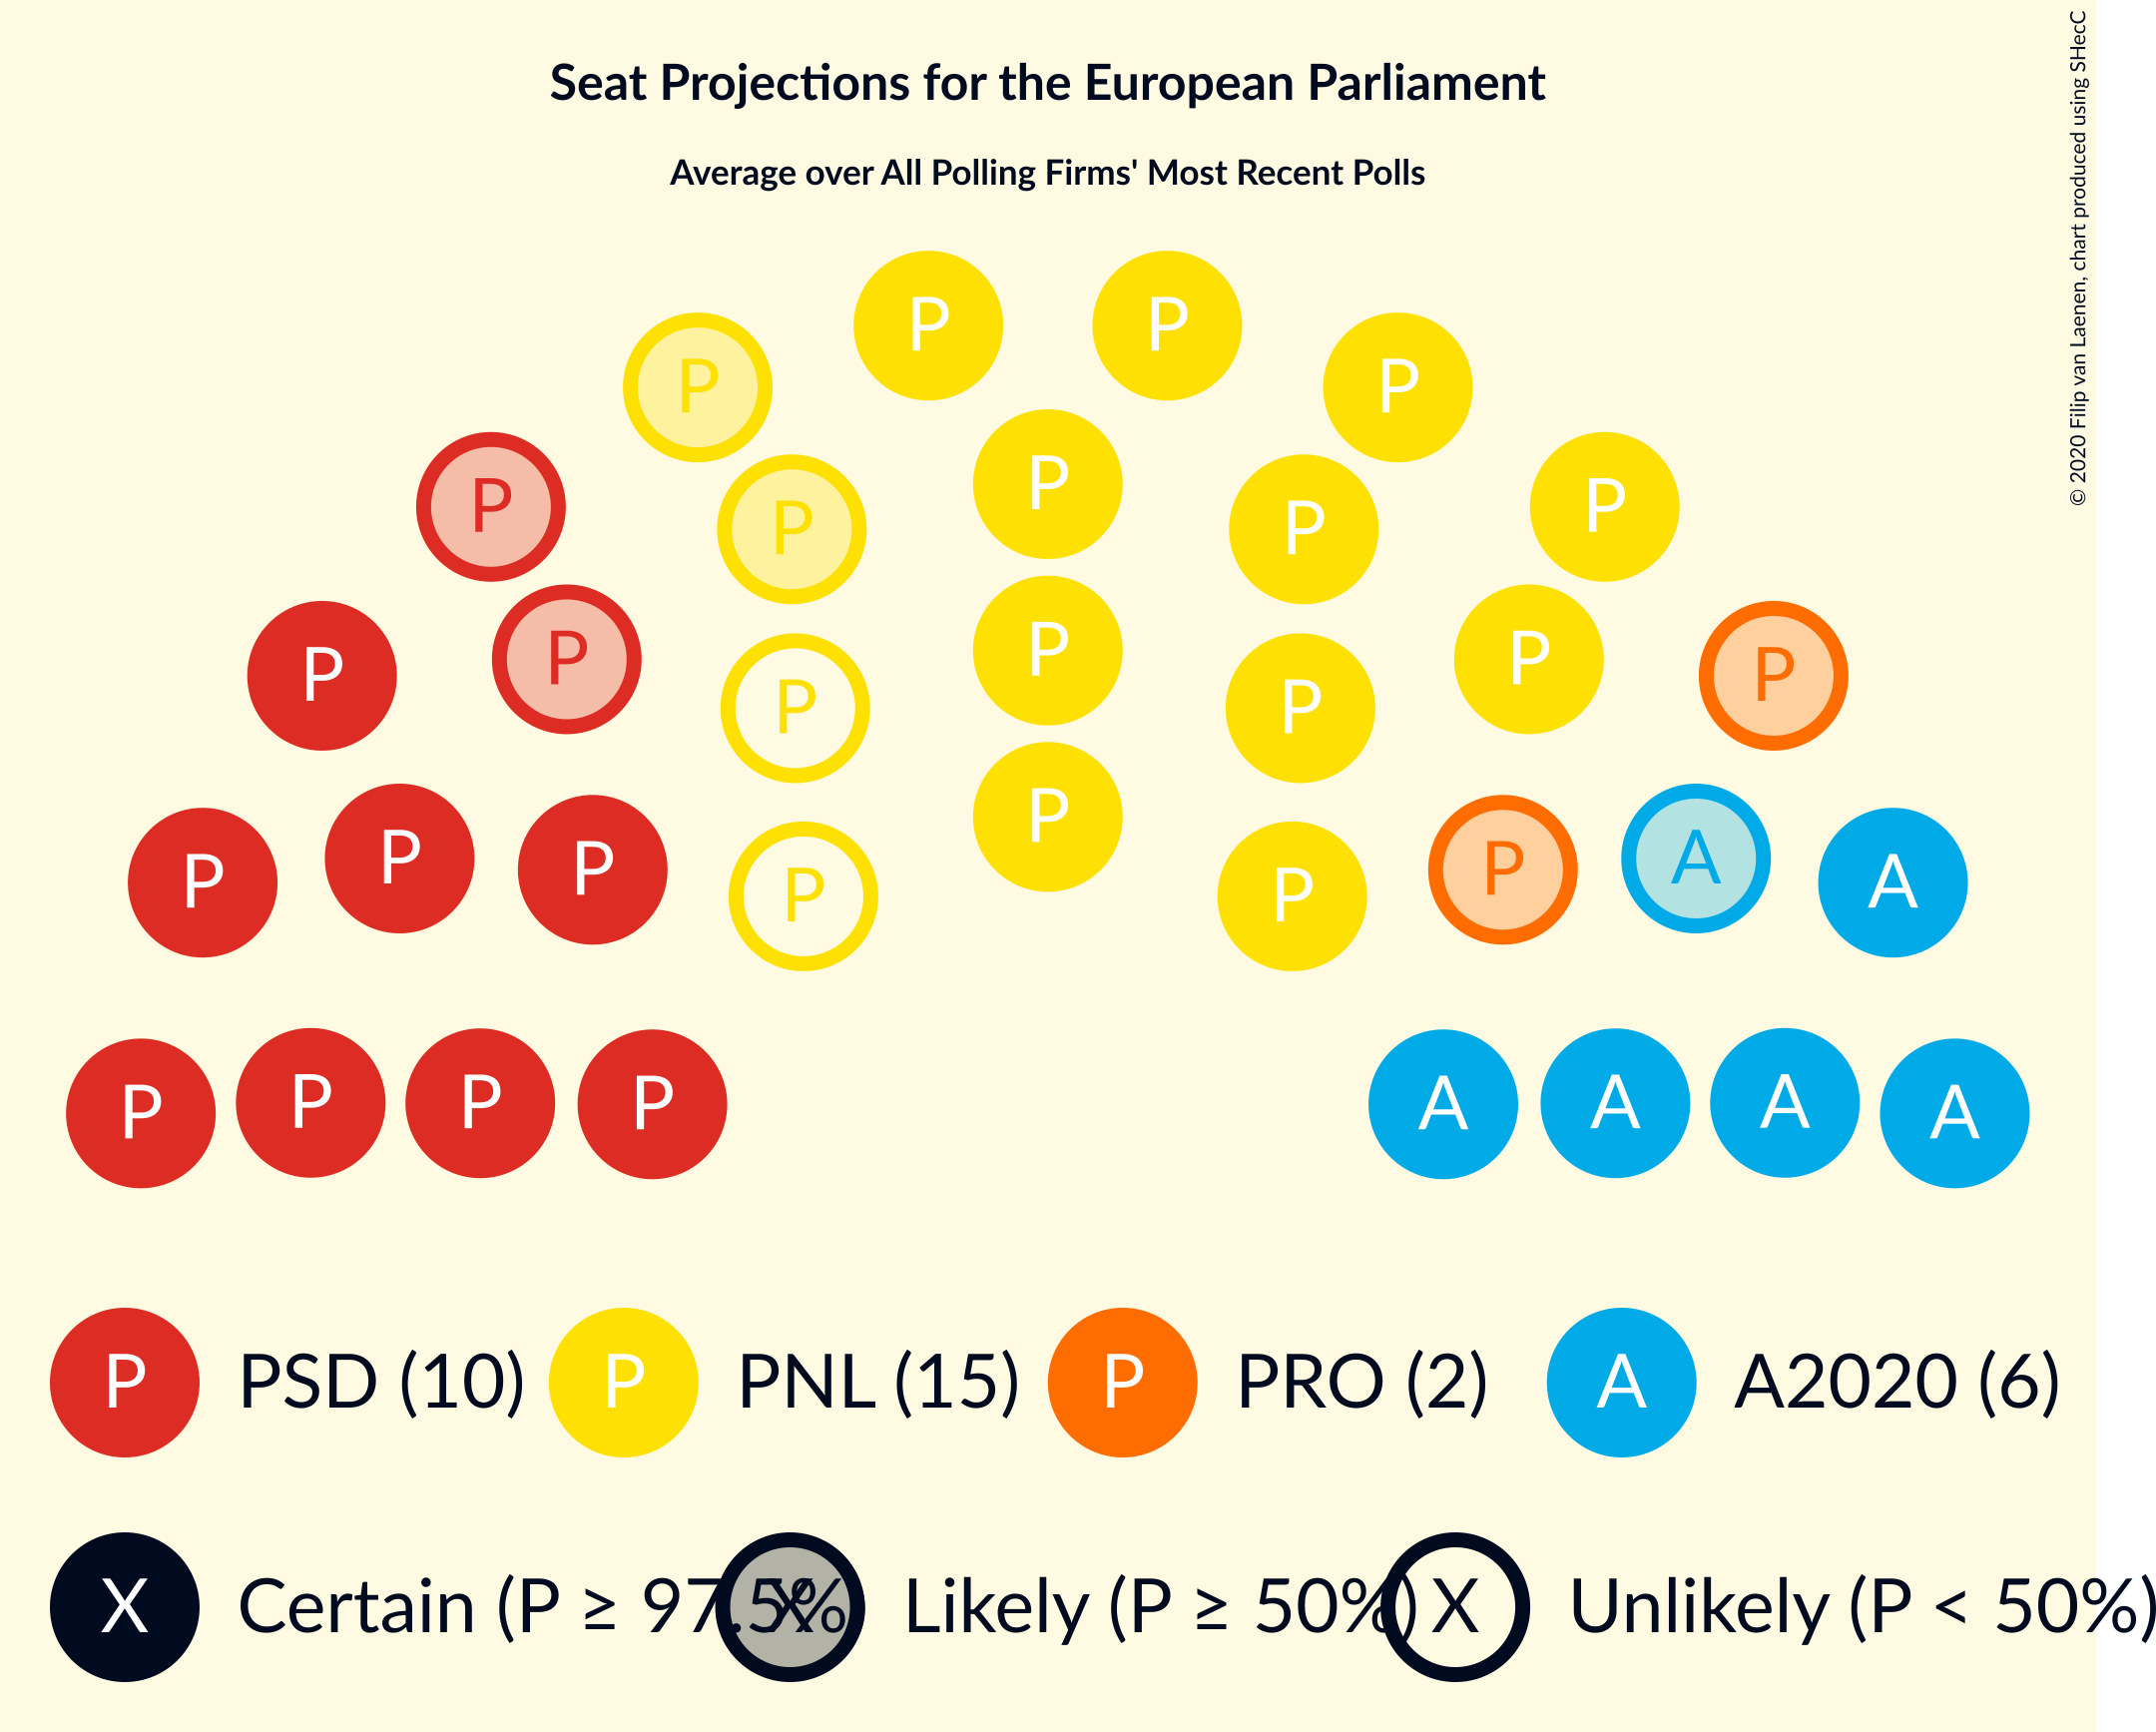 Seat Projections for the European Parliament
Average over All Polling Firms' Most Recent Polls
© 2020 Filip van Laenen, chart produced using SHecC
P P
P P
P P P P
P P
P P P P P P
P P
P P P P P A A
P P
P P P P A A A A
P PSD (10) P PNL (15) P PRO (2) A A2020 (6)
X Certain (P ≥ 97.5% X Likely (P ≥ 50%) X Unlikely (P < 50%)